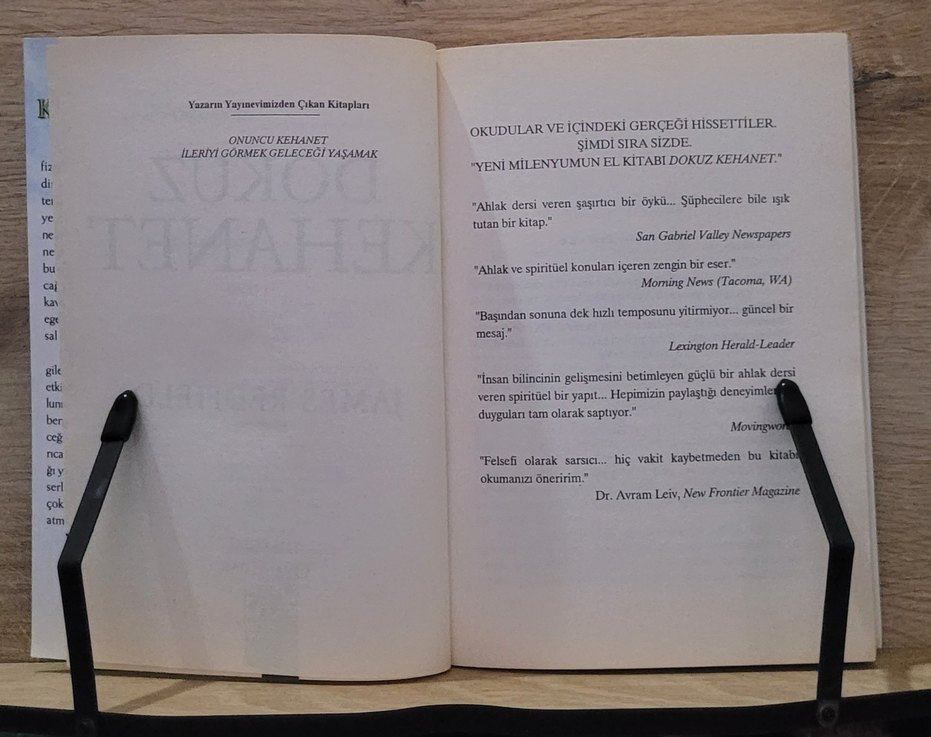 Yazarın Yayınevimizden Çıkan Kitapları
ONUNCU KEHANET
İLERİYİ GÖRMEK GELECEĞİ YAŞAMAK
DOKUZ
KEHANET
OKUDULAR VE İÇİNDEKİ GERÇEĞİ HİSSETTİLER.
ŞİMDİ SIRA SİZDE.
"YENİ MİLENYUMUN EL KİTABI DOKUZ KEHANET."
"Ahlak dersi veren şaşırtıcı bir öykü... Şüphecilere bile ışık
tutan bir kitap."
San Gabriel Valley Newspapers
"Ahlak ve spiritüel konuları içeren zengin bir eser."
Morning News (Tacoma, WA)
"Başından sonuna dek hızlı temposunu yitirmiyor... güncel bir
mesaj."
Lexington Herald-Leader
"İnsan bilincinin gelişmesini betimleyen güçlü bir ahlak dersi
veren spiritüel bir yapıt... Hepimizin paylaştığı
duyguları tam olarak saptıyor."
"Felsefi olarak sarsıcı... hiç vakit kaybetmeden bu kitabı
okumanızı öneririm."
Dr. Avram Leiv, New Frontier Magazine